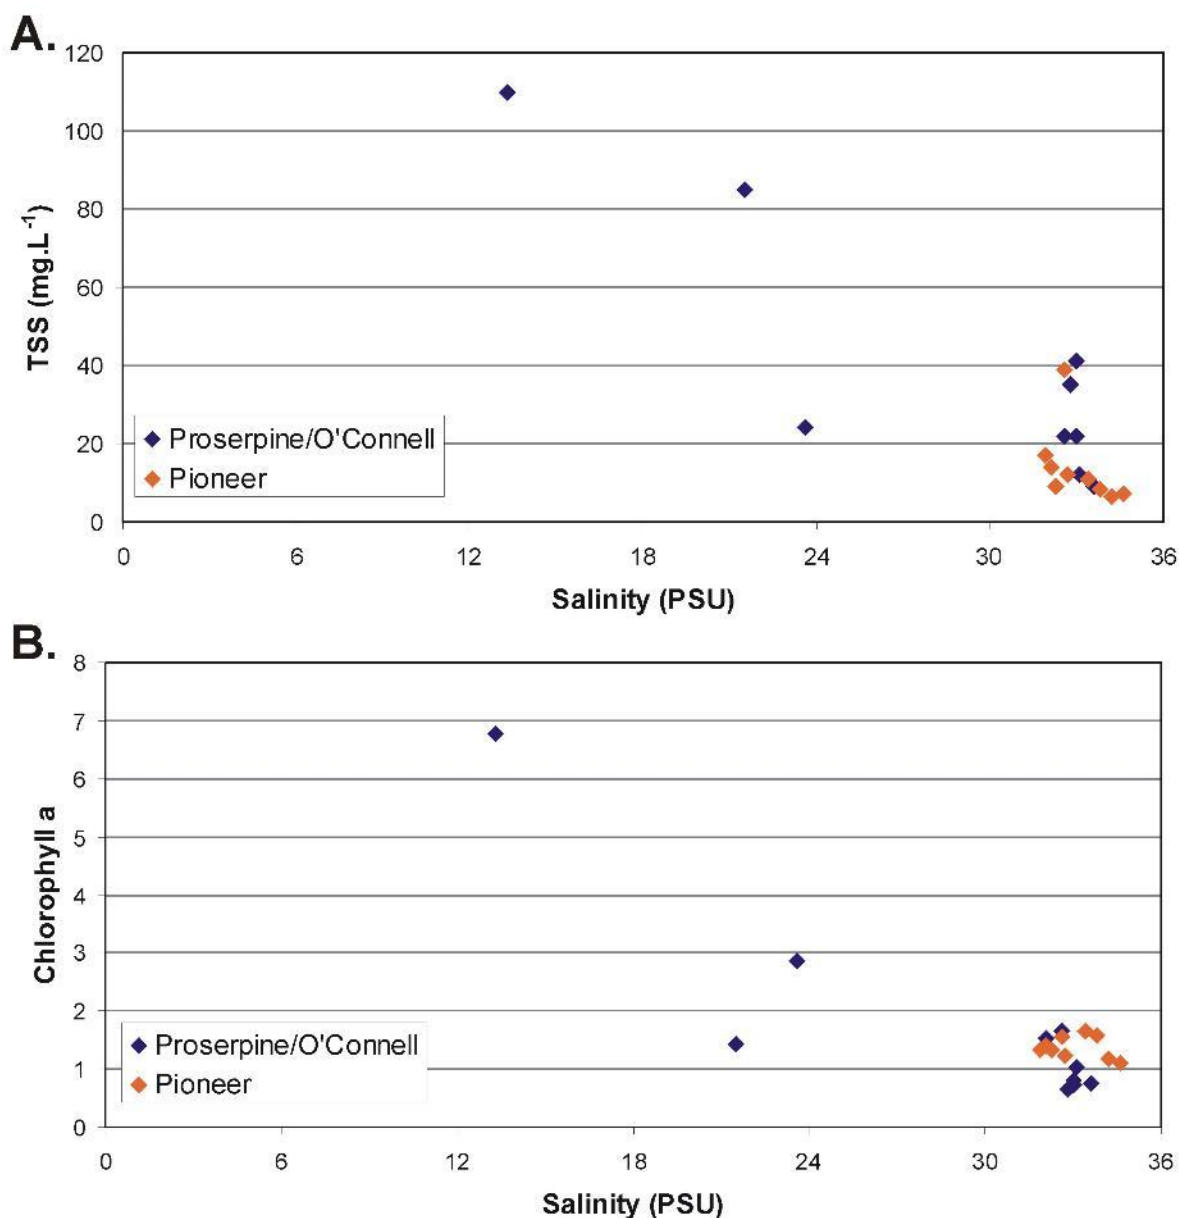 A.
120
100
80
60
40
20
0
TSS (mg.L-1)
Proserpine/O'Connell
Pioneer
0 6 12 18 24 30 36
Salinity (PSU)
B.
8
7
6
5
4
3
2
1
0
Chlorophyll a
Proserpine/O'Connell
Pioneer
0 6 12 18 24 30 36
Salinity (PSU)